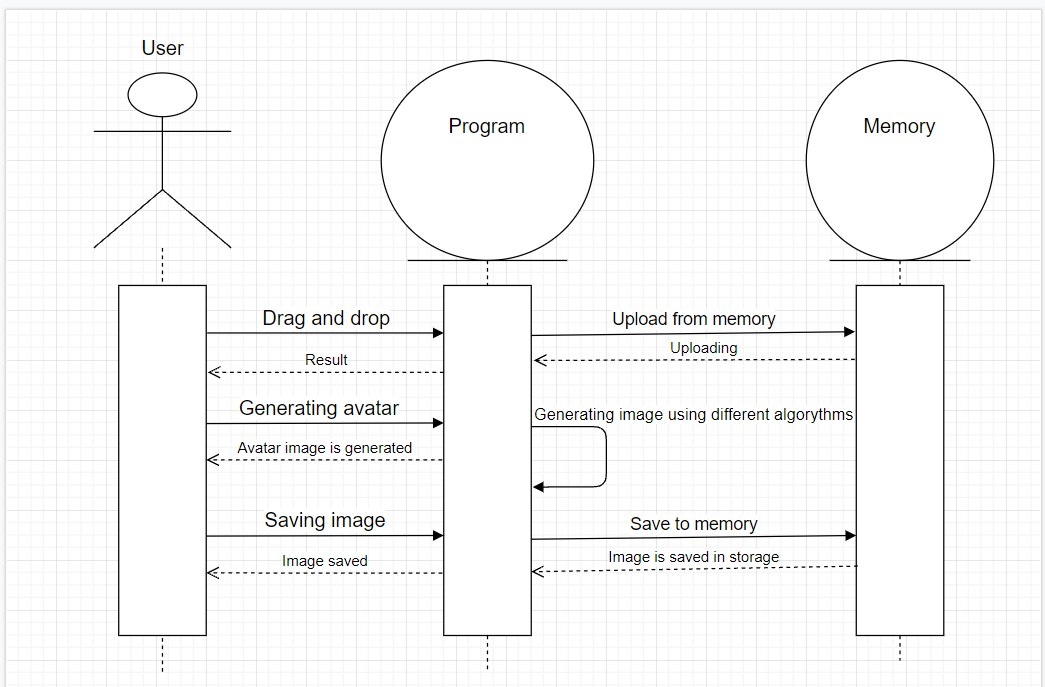 User
Program
Memory
Drag and drop
Upload from memory
Uploading
Result
Generating avatar
Generating image using different algorythms
Avatar image is generated
Saving image
Save to memory
Image saved
Image is saved in storage